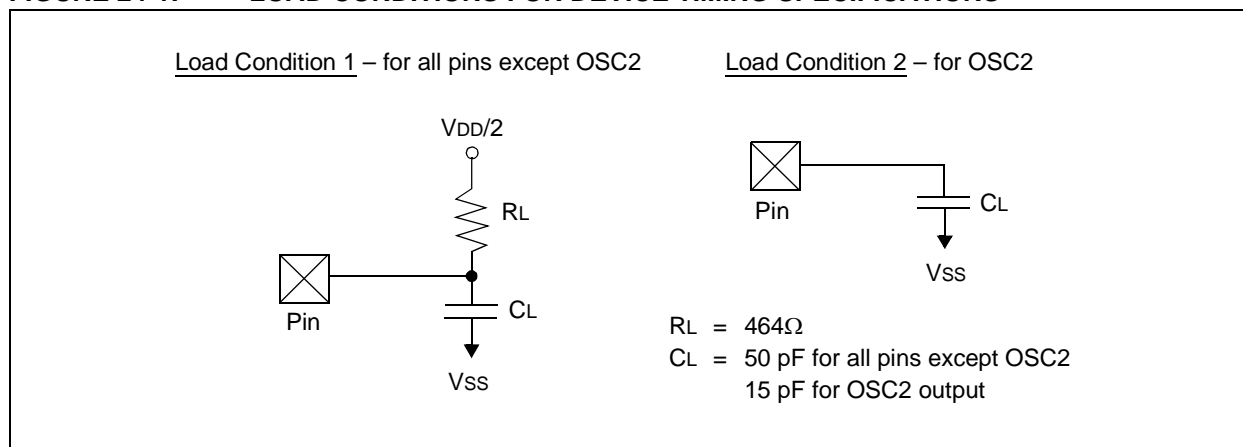 Load Condition 1 – for all pins except OSC2
Load Condition 2 – for OSC2
VDD/2
RL
Pin
CL
VSS
Pin
CL
VSS
RL = 464Ω
CL = 50 pF for all pins except OSC2
15 pF for OSC2 output